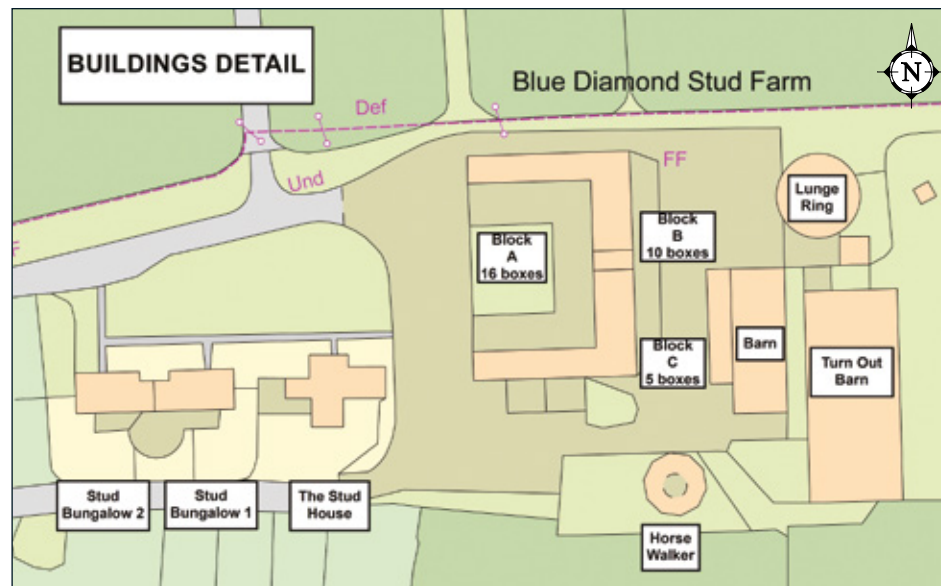 BUILDINGS DETAIL
Blue Diamond Stud Farm
N
Def
Und
FF
F
Lunge
Ring
Block
A
16 boxes
Block
B
10 boxes
Block
C
5 boxes
Barn
Turn Out
Barn
Stud
Bungalow 2
Stud
Bungalow 1
The Stud
House
Horse
Walker